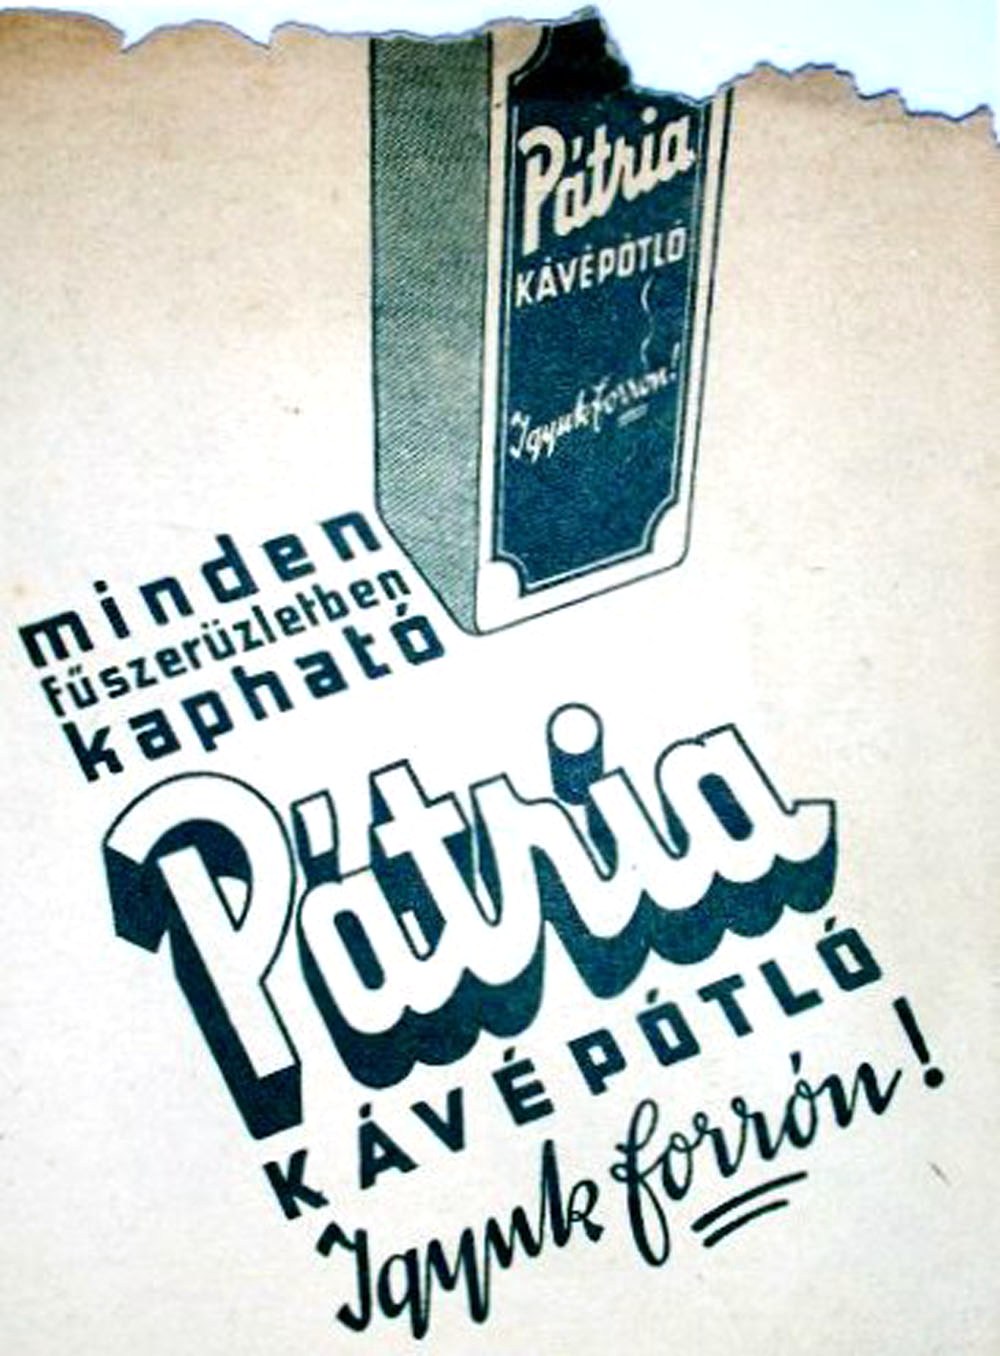 Pátria
KÁVÉPÓTLÓ
Igyuk forrón!
minden
fűszerüzletben
kapható
Pátria
KÁVÉPÓTLÓ
Igyuk forrón!